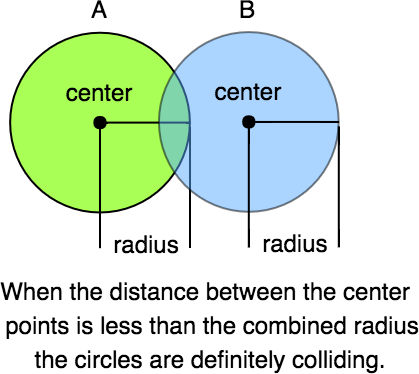 A B
center center
radius radius
When the distance between the center
points is less than the combined radius
the circles are definitely colliding.